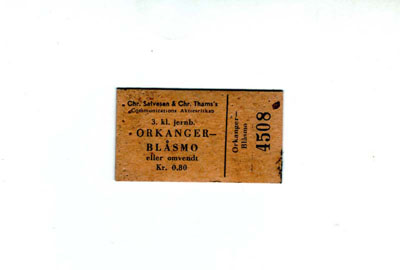 Chr. Salvesen & Chr. Thams's
Communications Aktieselskab
3. kl. jernb.
ORKANGER—
BLÅSMO
eller omvendt
Kr. 0.80
Orkanger—
Blåsmo
4508